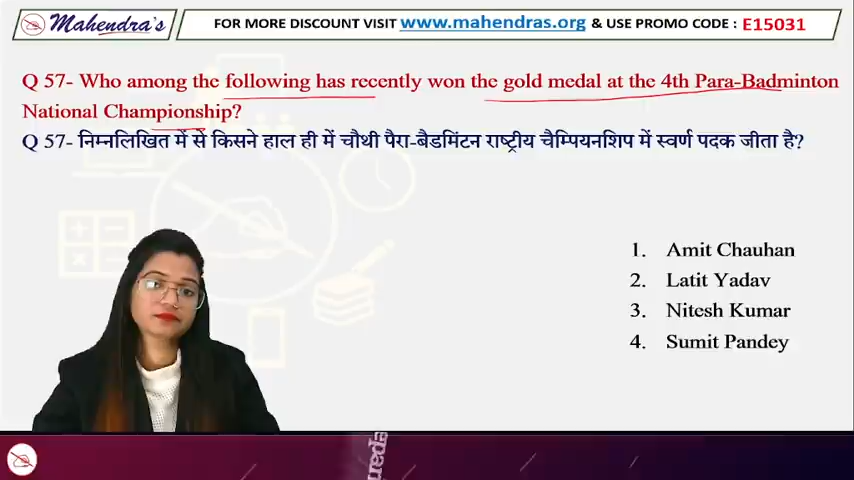 Mahendra's
FOR MORE DISCOUNT VISIT www.mahendras.org & USE PROMO CODE : E15031
Q 57- Who among the following has recently won the gold medal at the 4th Para-Badminton
National Championship?
Q 57- निम्नलिखित में से किसने हाल ही में चौथी पैरा-बैडमिंटन राष्ट्रीय चैम्पियनशिप में स्वर्ण पदक जीता है?
1. Amit Chauhan
2. Latit Yadav
3. Nitesh Kumar
4. Sumit Pandey